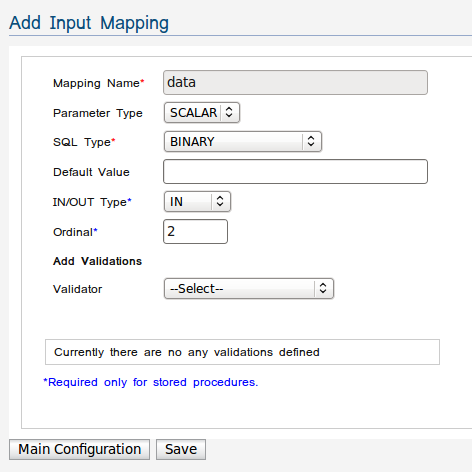 Add Input Mapping
Mapping Name* data
Parameter Type SCALAR
SQL Type* BINARY
Default Value
IN/OUT Type* IN
Ordinal* 2
Add Validations
Validator --Select--
Currently there are no any validations defined
*Required only for stored procedures.
Main Configuration Save